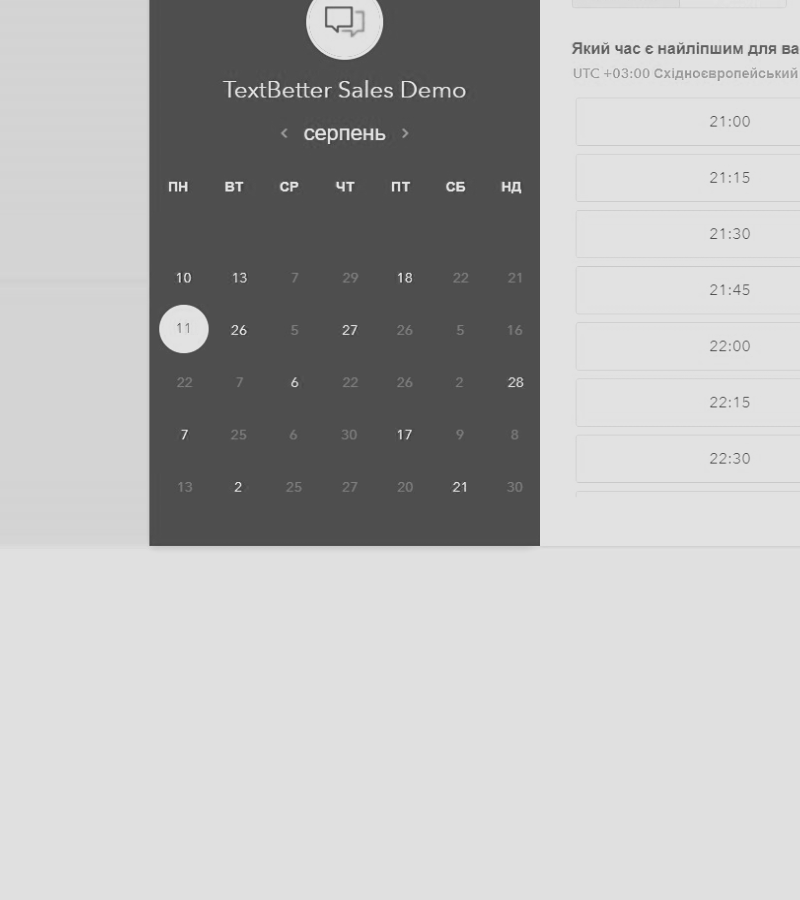 TextBetter Sales Demo
серпень
ПН ВТ СР ЧТ ПТ СБ НД
10 13 7 29 18 22 21
11 26 5 27 26 5 16
22 7 6 22 26 2 28
7 25 6 30 17 9 8
13 2 25 27 20 21 30
Який час є найліпшим для ва
UTC +03:00 Східноєвропейський
21:00
21:15
21:30
21:45
22:00
22:15
22:30